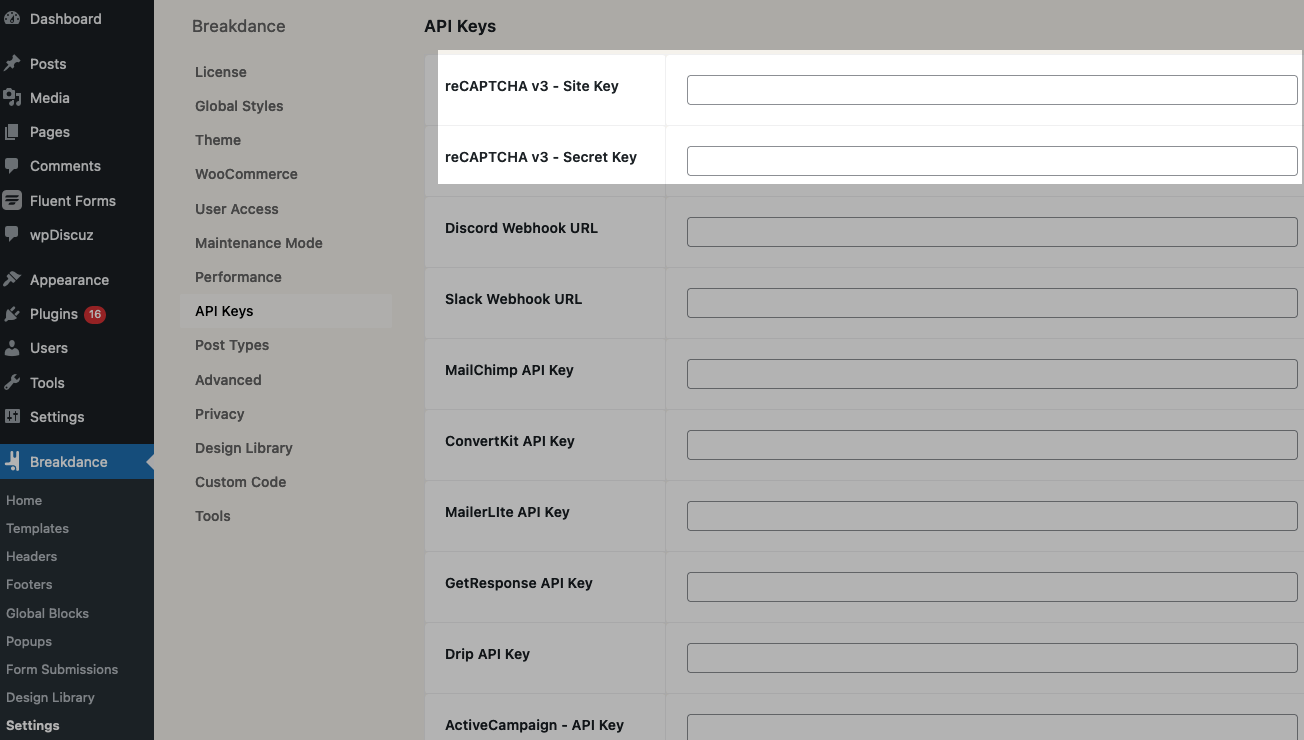 Dashboard
Posts
Media
Pages
Comments
Fluent Forms
wpDiscuz
Appearance
Plugins 16
Users
Tools
Settings
Breakdance
Home
Templates
Headers
Footers
Global Blocks
Popups
Form Submissions
Design Library
Settings
Breakdance
License
Global Styles
Theme
WooCommerce
User Access
Maintenance Mode
Performance
API Keys
Post Types
Advanced
Privacy
Design Library
Custom Code
Tools
API Keys
reCAPTCHA v3 - Site Key
reCAPTCHA v3 - Secret Key
Discord Webhook URL
Slack Webhook URL
MailChimp API Key
ConvertKit API Key
MailerLIte API Key
GetResponse API Key
Drip API Key
ActiveCampaign - API Key